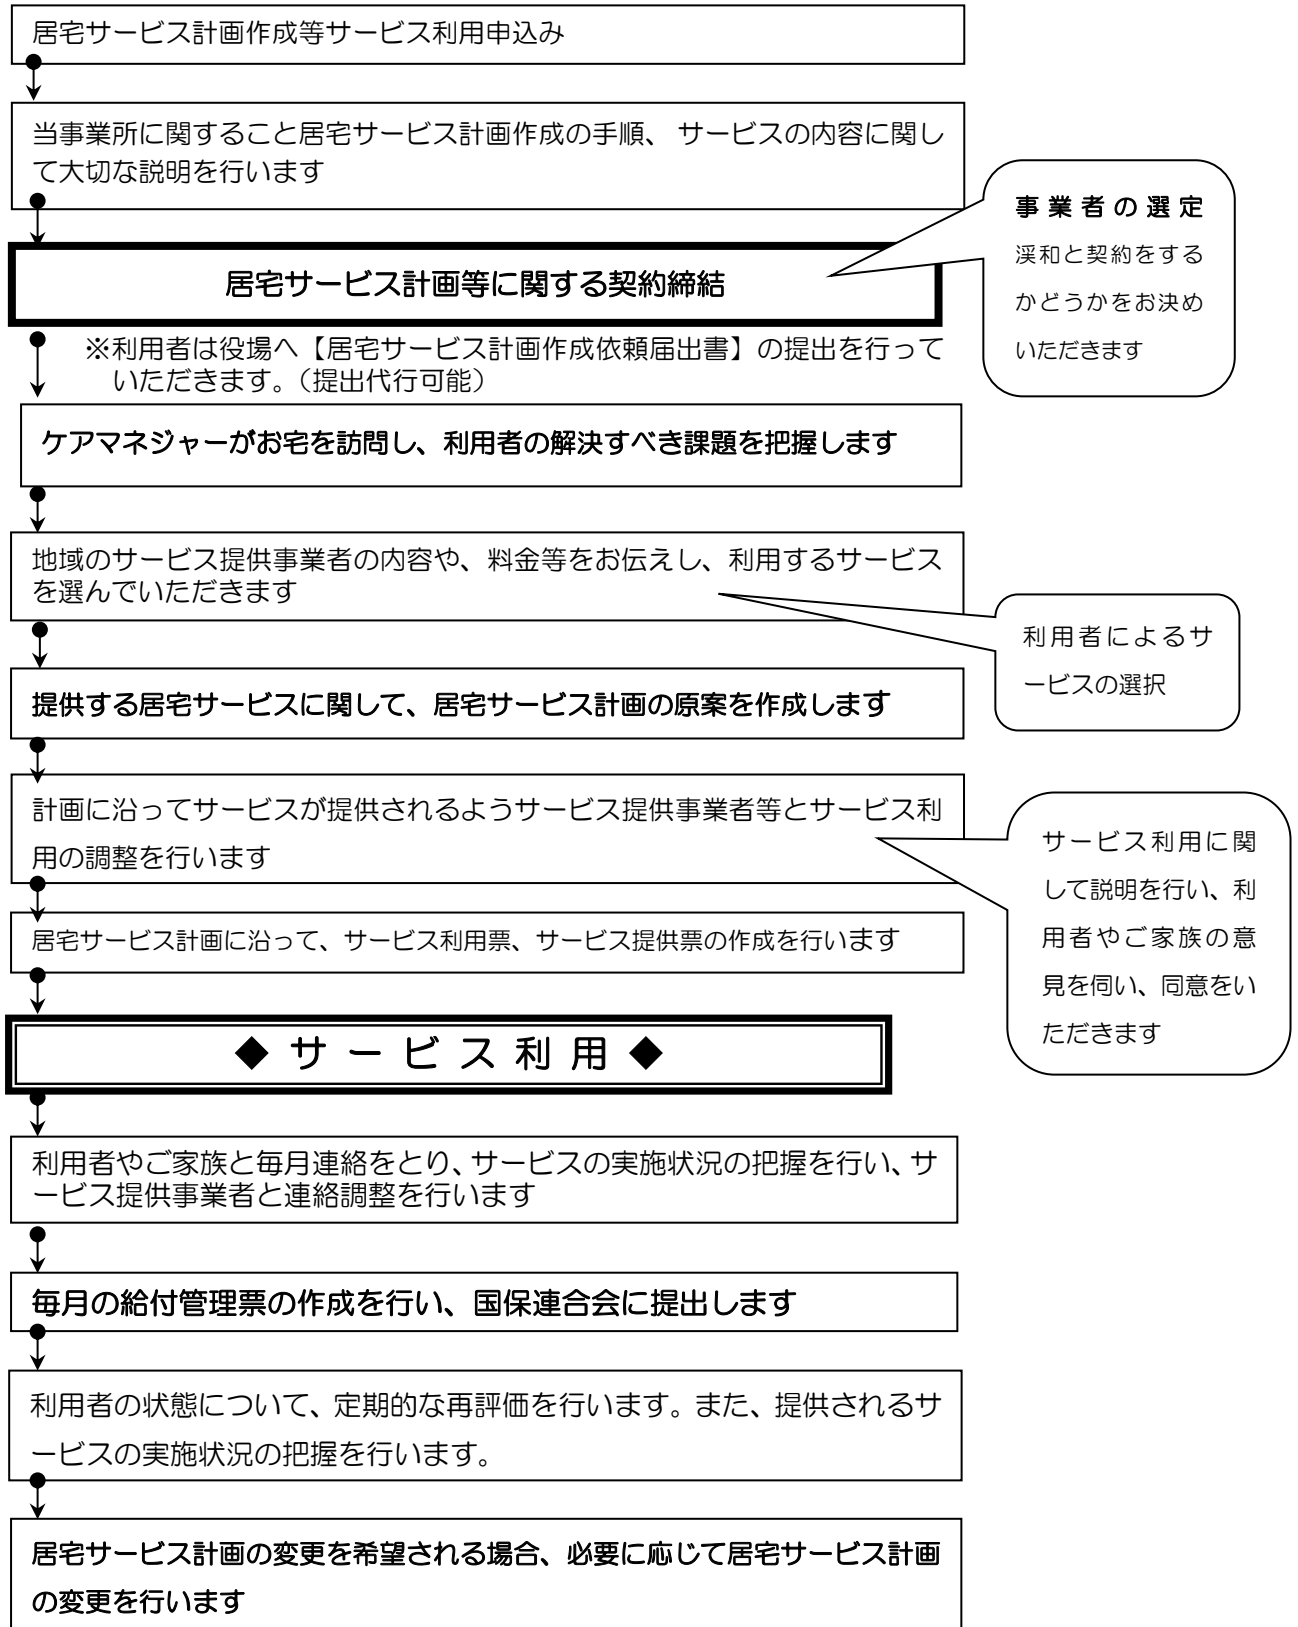 居宅サービス計画作成等サービス利用申込み
当事業所に関すること居宅サービス計画作成の手順、 サービスの内容に関し
て大切な説明を行います
事業者の選定
渓和と契約をする
かどうかをお決め
いただきます
居宅サービス計画等に関する契約締結
※利用者は役場へ【居宅サービス計画作成依頼届出書】の提出を行って
いただきます。（提出代行可能）
ケアマネジャーがお宅を訪問し、利用者の解決すべき課題を把握します
地域のサービス提供事業者の内容や、料金等をお伝えし、利用するサービス
を選んでいただきます
利用者によるサ
ービスの選択
提供する居宅サービスに関して、居宅サービス計画の原案を作成します
計画に沿ってサービスが提供されるようサービス提供事業者等とサービス利
用の調整を行います
サービス利用に関
して説明を行い、利
用者やご家族の意
見を伺い、同意をい
ただきます
居宅サービス計画に沿って、サービス利用票、サービス提供票の作成を行います
◆ サ ー ビ ス 利 用 ◆
利用者やご家族と毎月連絡をとり、サービスの実施状況の把握を行い、サ
ービス提供事業者と連絡調整を行います
毎月の給付管理票の作成を行い、国保連合会に提出します
利用者の状態について、定期的な再評価を行います。また、提供されるサ
ービスの実施状況の把握を行います。
居宅サービス計画の変更を希望される場合、必要に応じて居宅サービス計画
の変更を行います